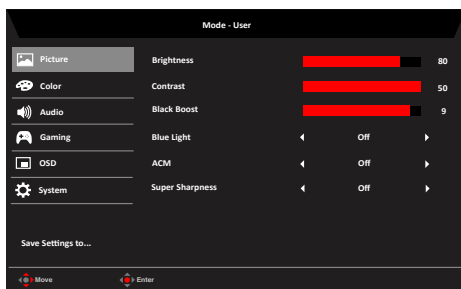 Mode - User
Picture
Brightness 80
Color
Contrast 50
Audio
Black Boost 9
Gaming
Blue Light Off
OSD
ACM Off
System
Super Sharpness Off
Save Settings to...
Move Enter